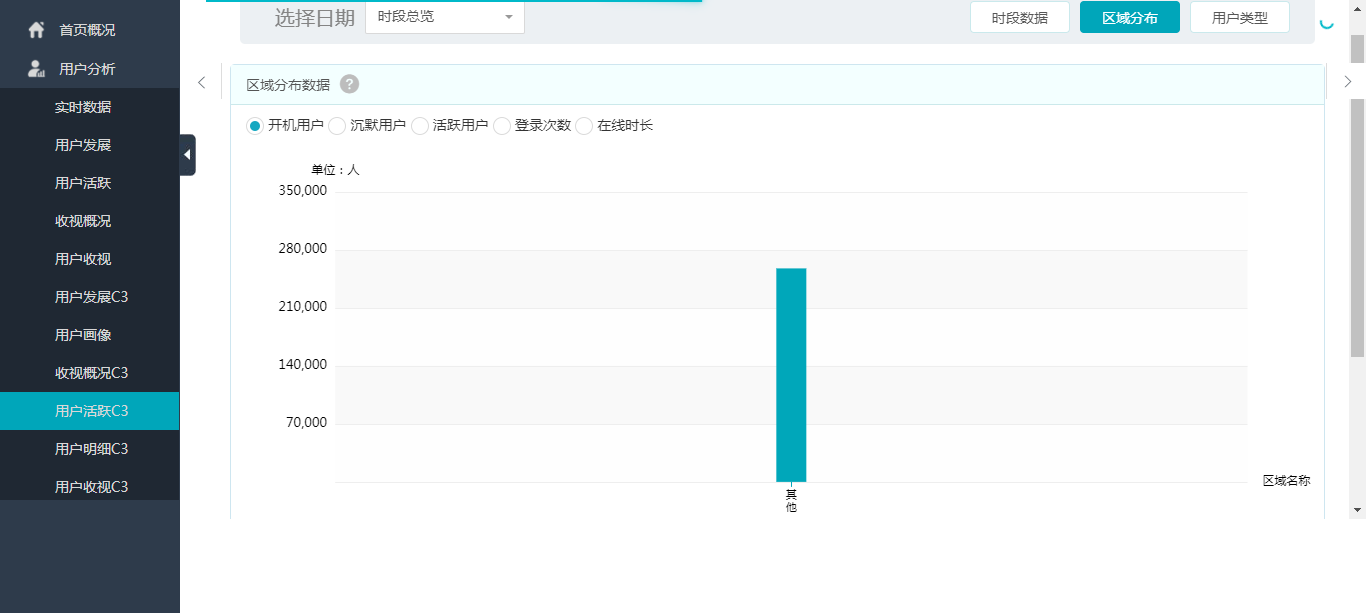 首页概况
用户分析
实时数据
用户发展
用户活跃
收视概况
用户收视
用户发展C3
用户画像
收视概况C3
用户活跃C3
用户明细C3
用户收视C3
选择日期 时段总览 时段数据 区域分布 用户类型
区域分布数据 ?
开机用户 沉默用户 活跃用户 登录次数 在线时长
单位：人
350,000
280,000
210,000
140,000
70,000
区域名称
其
他